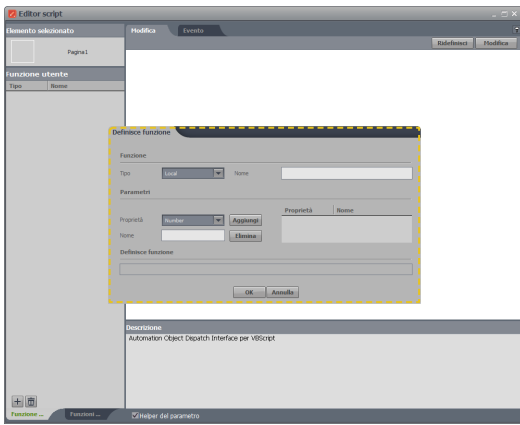 Editor script
Elemento selezionato
Modifica
Evento
Ridefinisci
Modifica
Pagina1
Funzione utente
Tipo
Nome
Definisce funzione
Funzione
Tipo
Local
Nome
Parametri
Proprietà
Number
Aggiungi
Proprietà
Nome
Nome
Elimina
Definisce funzione
OK
Annulla
Descrizione
Automation Object Dispatch Interface per VBScript
Funzione ...
Funzioni ...
Helper del parametro